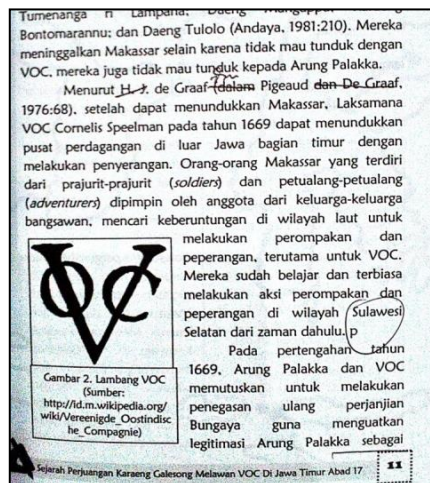 Tumenanga ri Lampana, Daeng
Bontomarannu; dan Daeng Tulolo (Andaya, 1981:210). Mereka
meninggalkan Makassar selain karena tidak mau tunduk dengan
VOC, mereka juga tidak mau tunduk kepada Arung Palakka.
Menurut H. J. de Graaf (dalam Pigeaud dan De Graaf,
1976:68), setelah dapat menundukkan Makassar, Laksamana
VOC Cornelis Speelman pada tahun 1669 dapat menundukkan
pusat perdagangan di luar Jawa bagian timur dengan
melakukan penyerangan. Orang-orang Makassar yang terdiri
dari prajurit-prajurit (soldiers) dan petualang-petualang
(adventurers) dipimpin oleh anggota dari keluarga-keluarga
bangsawan, mencari keberuntungan di wilayah laut untuk
melakukan perompakan dan
peperangan, terutama untuk VOC.
Mereka sudah belajar dan terbiasa
melakukan aksi perompakan dan
peperangan di wilayah Sulawesi
Selatan dari zaman dahulu. p
Pada pertengahan tahun
1669, Arung Palakka dan VOC
memutuskan untuk melakukan
penegasan ulang perjanjian
Bungaya guna menguatkan
legitimasi Arung Palakka sebagai
VOC
Gambar 2. Lambang VOC
(Sumber:
http://id.m.wikipedia.org/
wiki/Vereenigde_Oostindisc
he_Compagnie)
Sejarah Perjuangan Karaeng Galesong Melawan VOC Di Jawa Timur Abad 17
11